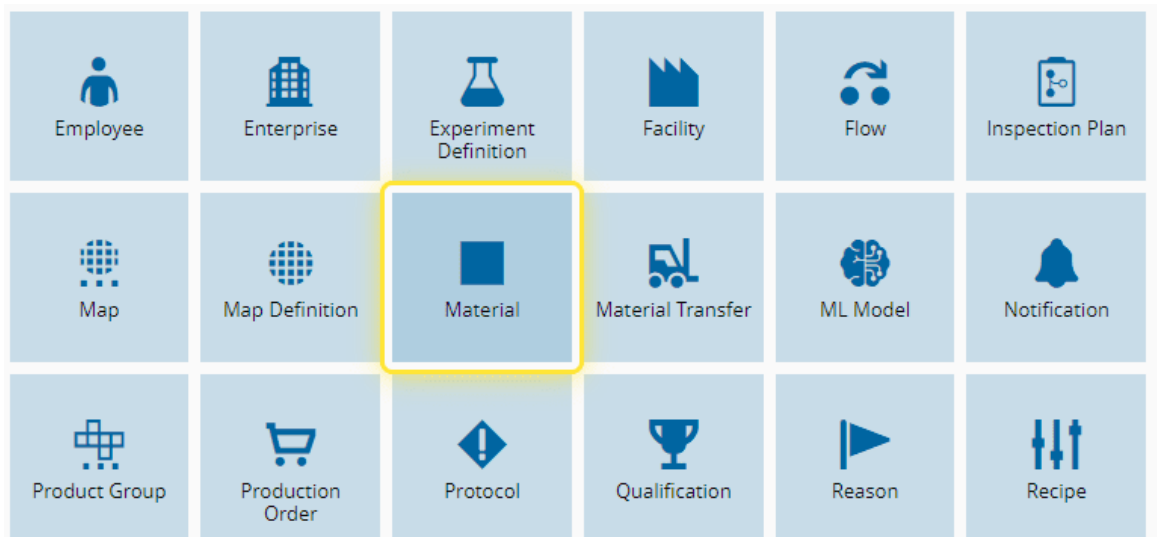 Employee
Enterprise
Experiment
Definition
Facility
Flow
Inspection Plan
Map
Map Definition
Material
Material Transfer
ML Model
Notification
Product Group
Production
Order
Protocol
Qualification
Reason
Recipe